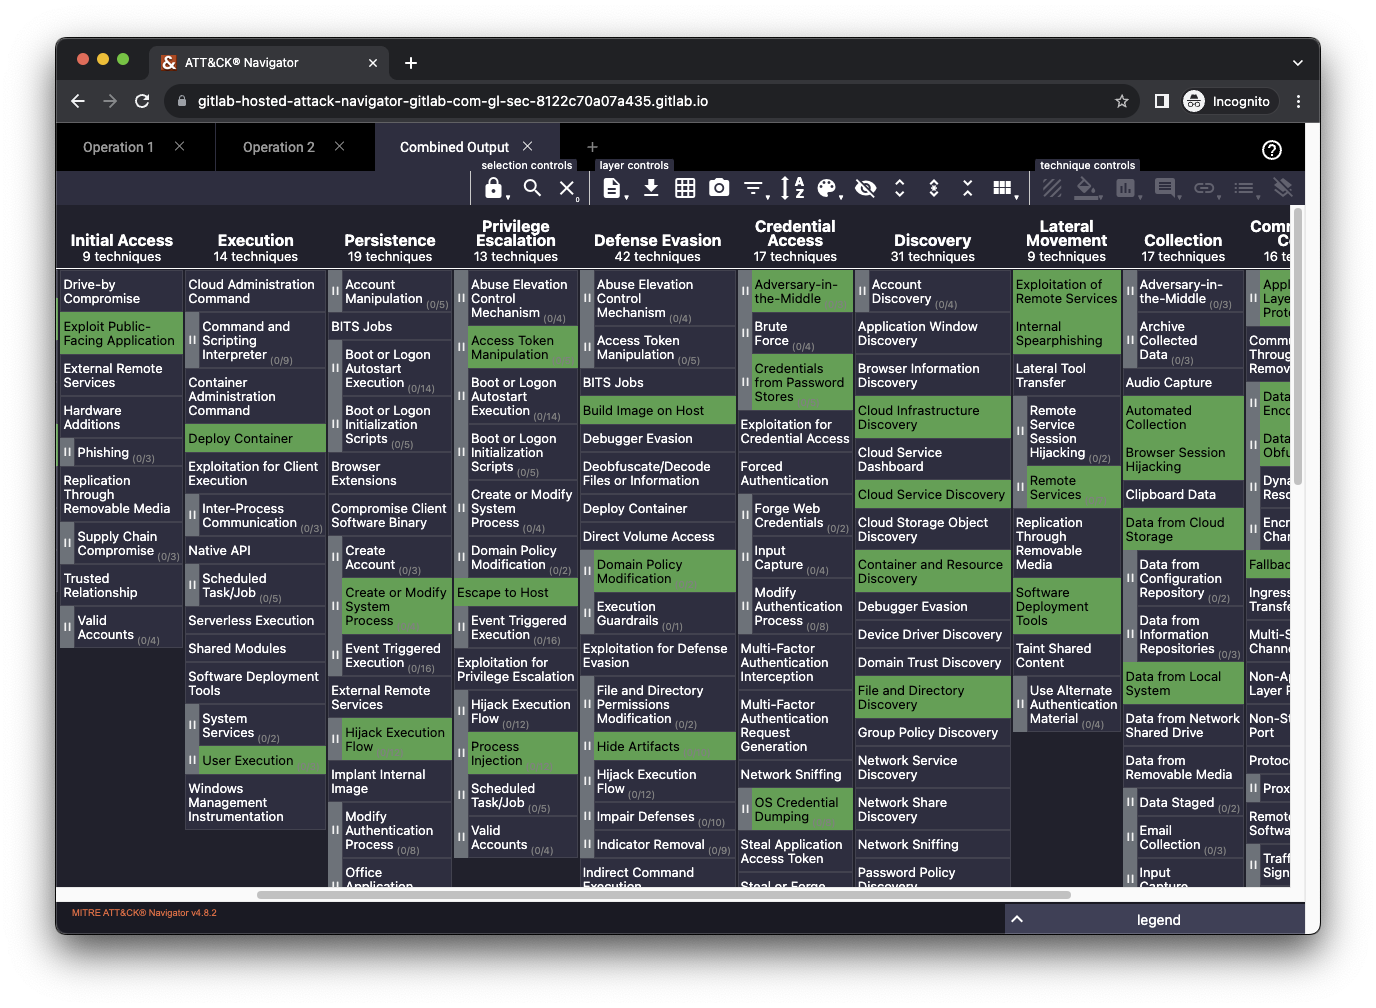 ATT&CK® Navigator
gitlab-hosted-attack-navigator-gitlab-com-gl-sec-8122c70a07a435.gitlab.io
Incognito
Operation 1
Operation 2
Combined Output
selection controls
layer controls
technique controls
Initial Access
9 techniques
Drive-by
Compromise
Exploit Public-
Facing Application
External Remote
Services
Hardware
Additions
Phishing (0/3)
Replication
Through
Removable Media
Supply Chain
Compromise (0/3)
Trusted
Relationship
Valid
Accounts (0/4)
Execution
14 techniques
Cloud Administration
Command
Command and
Scripting
Interpreter (0/9)
Container
Administration
Command
Deploy Container
Exploitation for Client
Execution
Inter-Process
Communication (0/3)
Native API
Scheduled
Task/Job (0/5)
Serverless Execution
Shared Modules
Software Deployment
Tools
System
Services (0/2)
User Execution
Windows
Management
Instrumentation
Persistence
19 techniques
Account
Manipulation (0/5)
BITS Jobs
Boot or Logon
Autostart
Execution (0/14)
Boot or Logon
Initialization
Scripts (0/5)
Browser
Extensions
Compromise Client
Software Binary
Create
Account (0/3)
Create or Modify
System
Process
Event Triggered
Execution (0/16)
External Remote
Services
Hijack Execution
Flow
Implant Internal
Image
Modify
Authentication
Process (0/8)
Office
Application
Privilege
Escalation
13 techniques
Abuse Elevation
Control
Mechanism (0/4)
Access Token
Manipulation
Boot or Logon
Autostart
Execution (0/14)
Boot or Logon
Initialization
Scripts (0/5)
Create or Modify
System
Process (0/4)
Domain Policy
Modification (0/2)
Escape to Host
Event Triggered
Execution (0/16)
Exploitation for
Privilege Escalation
Hijack Execution
Flow (0/12)
Process
Injection
Scheduled
Task/Job (0/5)
Valid
Accounts (0/4)
Defense Evasion
42 techniques
Abuse Elevation
Control
Mechanism (0/4)
Access Token
Manipulation (0/5)
BITS Jobs
Build Image on Host
Debugger Evasion
Deobfuscate/Decode
Files or Information
Deploy Container
Direct Volume Access
Domain Policy
Modification
Execution
Guardrails (0/1)
Exploitation for Defense
Evasion
File and Directory
Permissions
Modification (0/2)
Hide Artifacts
Hijack Execution
Flow (0/12)
Impair Defenses (0/10)
Indicator Removal (0/9)
Indirect Command
Execution
Credential
Access
17 techniques
Adversary-in-
the-Middle
Brute
Force (0/4)
Credentials
from Password
Stores
Exploitation for
Credential Access
Forced
Authentication
Forge Web
Credentials (0/2)
Input
Capture (0/4)
Modify
Authentication
Process (0/8)
Multi-Factor
Authentication
Interception
Multi-Factor
Authentication
Request
Generation
Network Sniffing
OS Credential
Dumping
Steal Application
Access Token
Steal or Forge
Discovery
31 techniques
Account
Discovery (0/4)
Application Window
Discovery
Browser Information
Discovery
Cloud Infrastructure
Discovery
Cloud Service
Dashboard
Cloud Service Discovery
Cloud Storage Object
Discovery
Container and Resource
Discovery
Debugger Evasion
Device Driver Discovery
Domain Trust Discovery
File and Directory
Discovery
Group Policy Discovery
Network Service
Discovery
Network Share
Discovery
Network Sniffing
Password Policy
Discovery
Lateral
Movement
9 techniques
Exploitation of
Remote Services
Internal
Spearphishing
Lateral Tool
Transfer
Remote
Service
Session
Hijacking (0/2)
Remote
Services
Replication
Through
Removable
Media
Software
Deployment
Tools
Taint Shared
Content
Use Alternate
Authentication
Material (0/4)
Collection
17 techniques
Adversary-in-
the-Middle (0/3)
Archive
Collected
Data (0/3)
Audio Capture
Automated
Collection
Browser Session
Hijacking
Clipboard Data
Data from Cloud
Storage
Data from
Configuration
Repository (0/2)
Data from
Information
Repositories (0/3)
Data from Local
System
Data from Network
Shared Drive
Data from
Removable Media
Data Staged (0/2)
Email
Collection (0/3)
Input
Capture
Comm
C
16 te
Appl
Laye
Proto
Commu
Throug
Remov
Data
Enco
Data
Obfu
Dyna
Reso
Encr
Char
Fallbac
Ingres
Transfe
Multi-S
Channe
Non-Ap
Layer P
Non-St
Port
Protoc
Prox
Remot
Softwa
Traff
Sign
MITRE ATT&CK® Navigator v4.8.2
legend